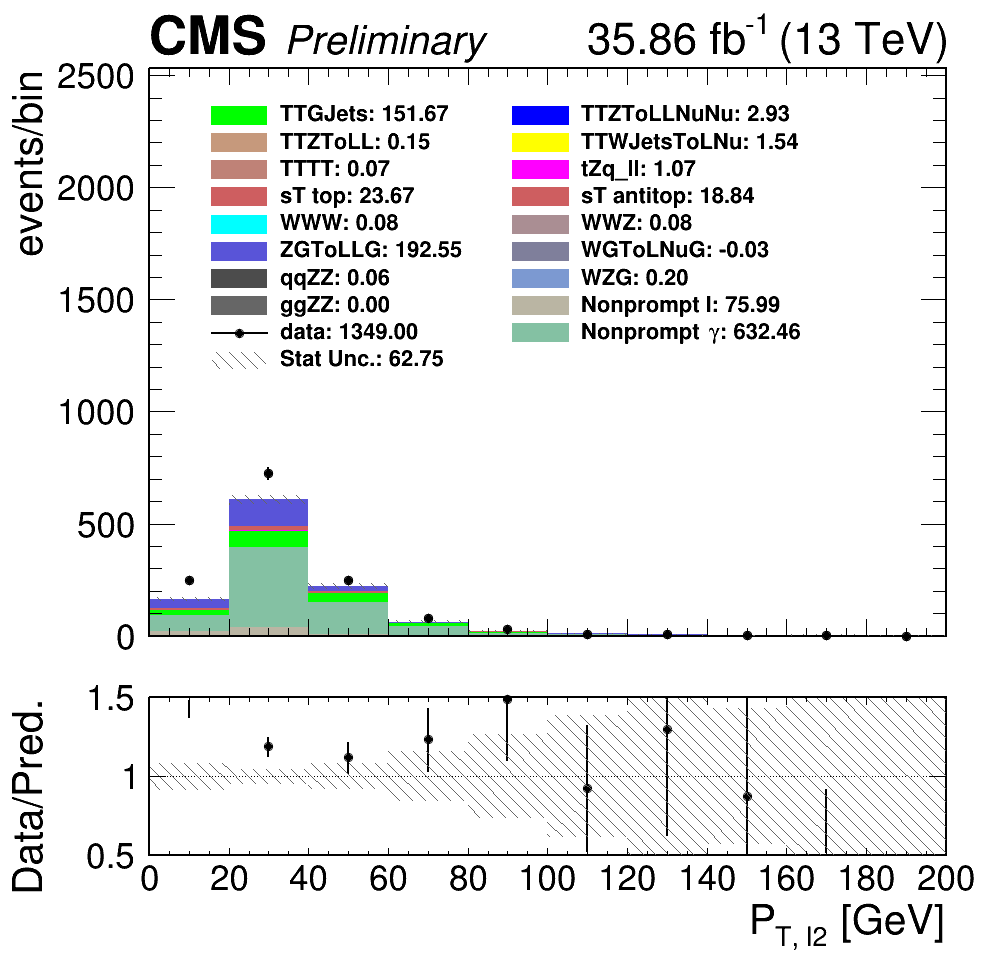 CMS Preliminary 35.86 fb-1 (13 TeV)
events/bin
2500
2000
1500
1000
500
0
TTGJets: 151.67 TTZToLLNuNu: 2.93
TTZToLL: 0.15 TTWJetsToLNu: 1.54
TTTT: 0.07 tZq_ll: 1.07
sT top: 23.67 sT antitop: 18.84
WWW: 0.08 WWZ: 0.08
ZGToLLG: 192.55 WGToLNuG: -0.03
qqZZ: 0.06 WZG: 0.20
ggZZ: 0.00 Nonprompt l: 75.99
data: 1349.00 Nonprompt γ: 632.46
Stat Unc.: 62.75
Data/Pred.
1.5
1
0.5
0 20 40 60 80 100 120 140 160 180 200
PT, l2 [GeV]